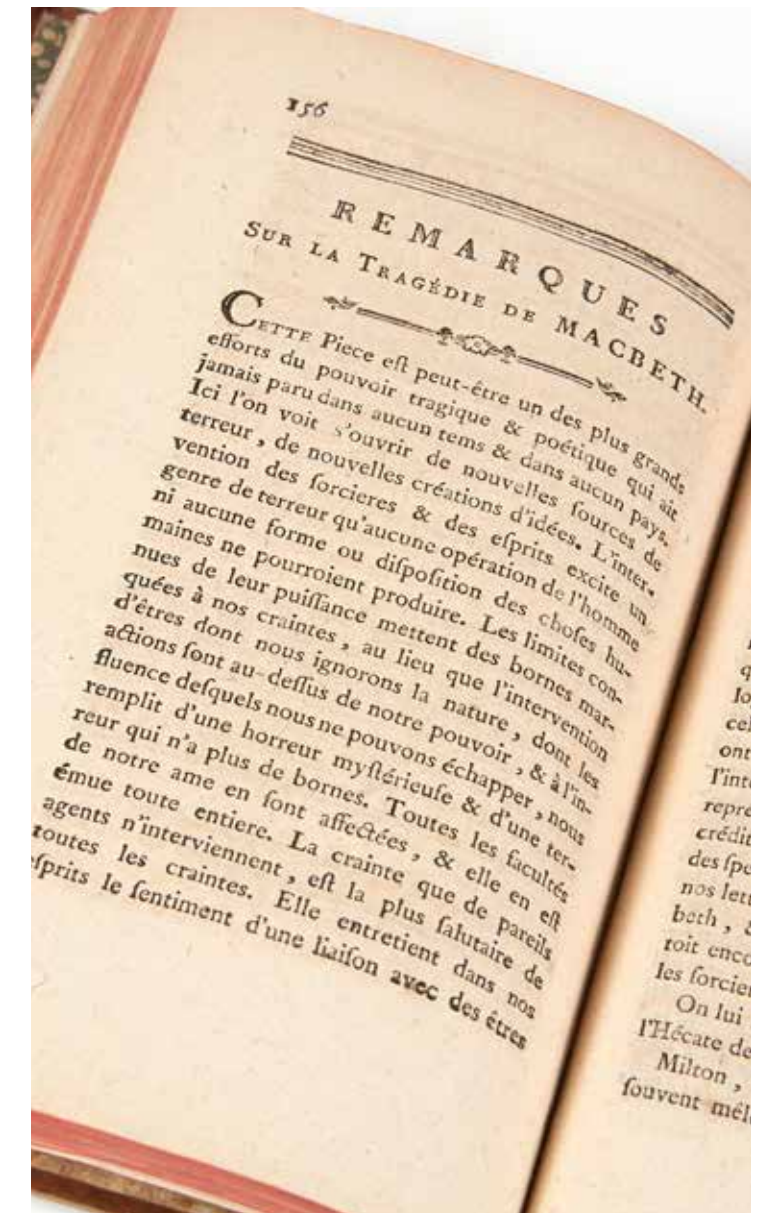 156
REMARQUES
SUR LA TRAGÉDIE DE MACBETH.
CETTE Piece eſt peut-être un des plus grands
efforts du pouvoir tragique & poétique qui ait
jamais paru dans aucun tems & dans aucun pays.
Ici l'on voit s'ouvrir de nouvelles ſources de
terreur, de nouvelles créations d'idées. L'inter-
vention des ſorcieres & des eſprits excite un
genre de terreur qu'aucune opération de l'homme
ni aucune forme ou diſpoſition des choſes hu-
maines ne pourroient produire. Les limites con-
nues de leur puiſſance mettent des bornes mar-
quées à nos craintes, au lieu que l'intervention
d'êtres dont nous ignorons la nature, dont les
actions ſont au-deſſus de notre pouvoir, & à l'in-
fluence deſquels nous ne pouvons échapper, nous
remplit d'une horreur myſtérieuſe & d'une ter-
reur qui n'a plus de bornes. Toutes les facultés
de notre ame en ſont affectées, & elle en eſt
émue toute entiere. La crainte que de pareils
agents n'interviennent, eſt la plus ſalutaire de
toutes les craintes. Elle entretient dans nos
eſprits le ſentiment d'une liaiſon avec des êtres
cel
ont
l'int
repré
crédit
des ſpe
nos lett
beth, &
roit enco
les ſorcier
On lui
l'Hécate de
Milton,
ſouvent mêl